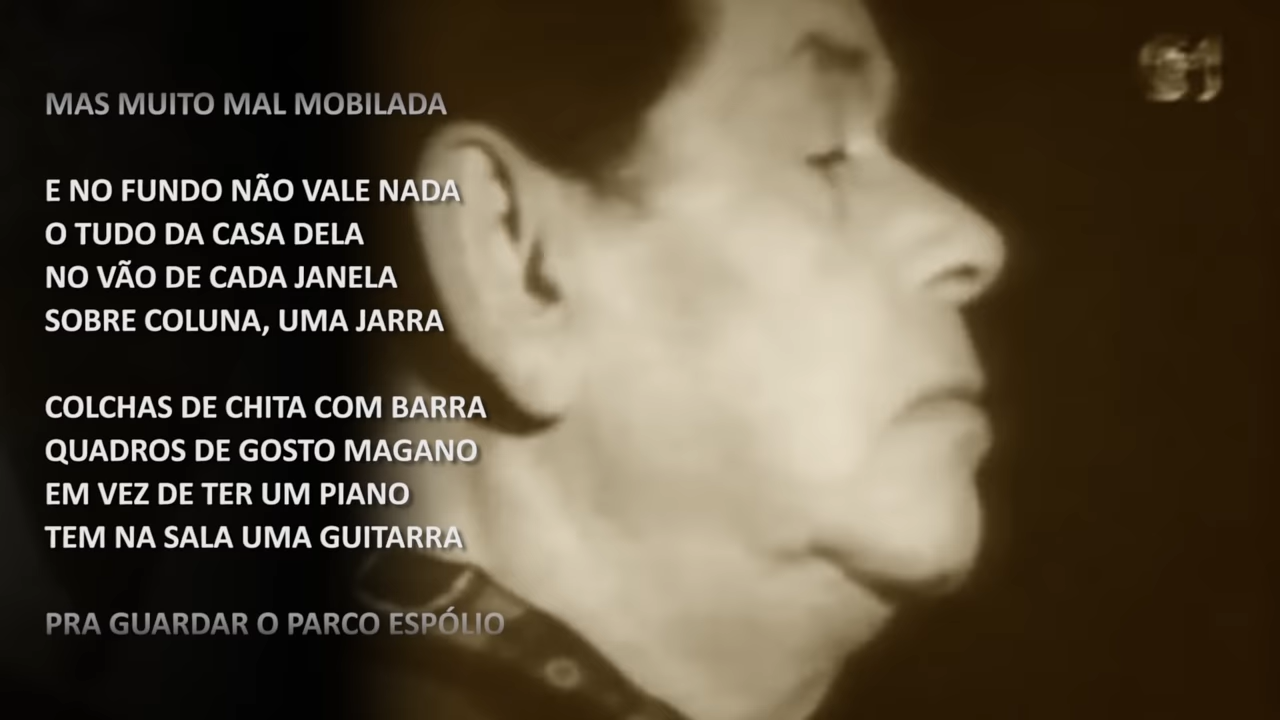 MAS MUITO MAL MOBILADA
E NO FUNDO NÃO VALE NADA
O TUDO DA CASA DELA
NO VÃO DE CADA JANELA
SOBRE COLUNA, UMA JARRA
COLCHAS DE CHITA COM BARRA
QUADROS DE GOSTO MAGANO
EM VEZ DE TER UM PIANO
TEM NA SALA UMA GUITARRA
PRA GUARDAR O PARCO ESPÓLIO